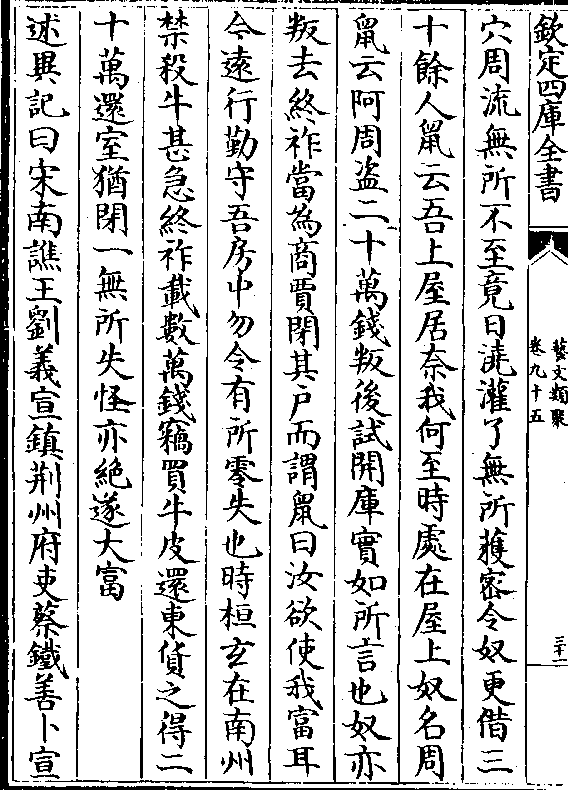 欽定四庫全書
藝文類聚
卷九十五
三十一
穴周流無所不至竟日澆灌了無所獲密令奴更借三
十餘人鼠云吾上屋居奈我何至時處在屋上奴名周
鼠云阿周盜二十萬錢叛後試開庫實如所言也奴亦
叛去終祚當為商賈閉其户而謂鼠曰汝欲使我富耳
今遠行勤守吾房中勿令有所零失也時桓玄在南州
禁殺牛甚急終祚載數萬錢竊買牛皮還東貨之得二
十萬還室猶閉一無所失怪亦絶遂大富
述異記曰宋南譙王劉義宣鎮荆州府吏蔡鐵善卜宣